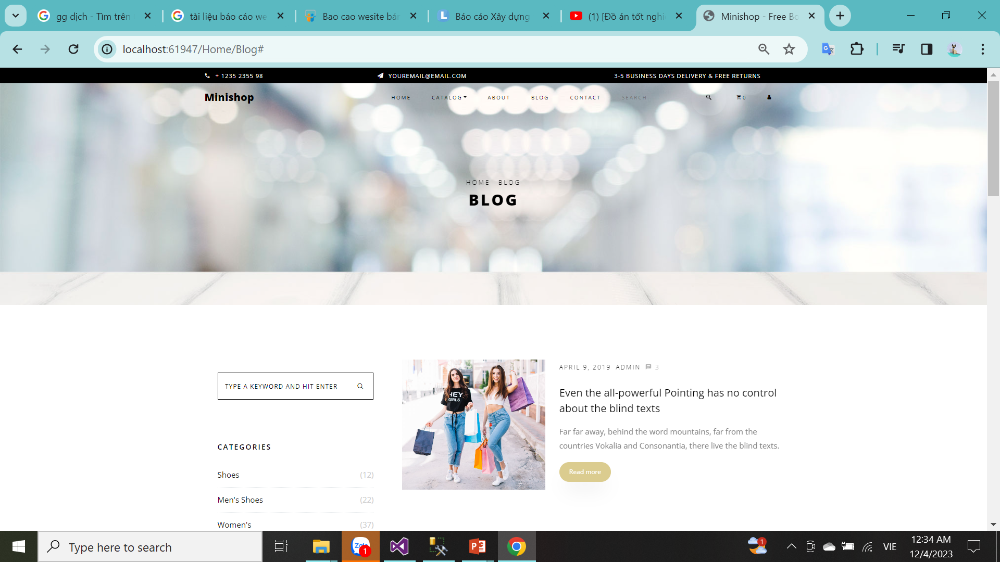 gg dịch - Tìm trên
tài liệu báo cáo we
Bao cao wesite bán
Báo cáo Xây dựng
(1) [Đồ án tốt nghi
Minishop - Free Bo
localhost:61947/Home/Blog#
+ 1235 2355 98
YOUREMAIL@EMAIL.COM
3-5 BUSINESS DAYS DELIVERY & FREE RETURNS
Minishop
HOME
CATALOG
ABOUT
BLOG
CONTACT
SEARCH
0
HOME BLOG
BLOG
TYPE A KEYWORD AND HIT ENTER
CATEGORIES
Shoes (12)
Men's Shoes (22)
Women's (37)
HEY
GIRLS
APRIL 9, 2019 ADMIN 3
Even the all-powerful Pointing has no control
about the blind texts
Far far away, behind the word mountains, far from the
countries Vokalia and Consonantia, there live the blind texts.
Read more
Type here to search
Zalo
1
1
VIE
12:34 AM
12/4/2023